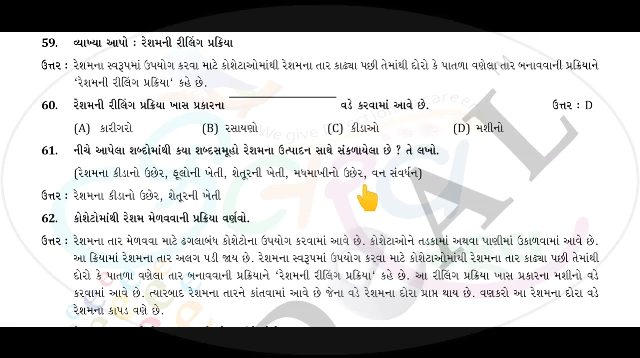 59. વ્યાખ્યા આપો : રેશમની રીલિંગ પ્રક્રિયા
ઉત્તર : રેશમના સ્વરૂપમાં ઉપયોગ કરવા માટે કોશેટાઓમાંથી રેશમના તાર કાઢ્યા પછી તેમાંથી દોરો કે પાતળા વણેલા તાર બનાવવાની પ્રક્રિયાને
‘રેશમની રીલિંગ પ્રક્રિયા‘ કહે છે.
60. રેશમની રીલિંગ પ્રક્રિયા ખાસ પ્રકારના ____________ વડે કરવામાં આવે છે. ઉત્તર : D
(A) કારીગરો (B) રસાયણો (C) કીડાઓ (D) મશીનો
61. નીચે આપેલા શબ્દોમાંથી કયા શબ્દસમૂહો રેશમના ઉત્પાદન સાથે સંકળાયેલા છે ? તે લખો.
(રેશમના કીડાનો ઉછેર, ફૂલોની ખેતી, શેતૂરની ખેતી, મધમાખીનો ઉછેર, વન સંવર્ધન)
ઉત્તર : રેશમના કીડાનો ઉછેર, શેતૂરની ખેતી
62. કોશેટોમાંથી રેશમ મેળવવાની પ્રક્રિયા વર્ણવો.
ઉત્તર : રેશમના તાર મેળવવા માટે ઢગલાબંધ કોશેટોના ઉપયોગ કરવામાં આવે છે. કોશેટાઓને તડકામાં અથવા પાણીમાં ઉકાળવામાં આવે છે.
આ ક્રિયામાં રેશમના તાર અલગ પડી જાય છે. રેશમના સ્વરૂપમાં ઉપયોગ કરવા માટે કોશેટાઓમાંથી રેશમના તાર કાઢ્યા પછી તેમાંથી
દોરો કે પાતળા વણેલા તાર બનાવવાની પ્રક્રિયાને ‘રેશમની રીલિંગ પ્રક્રિયા‘ કહે છે. આ રીલિંગ પ્રક્રિયા ખાસ પ્રકારના મશીનો વડે
કરવામાં આવે છે. ત્યારબાદ રેશમના તારને કાંતવામાં આવે છે જેના વડે રેશમના દોરા પ્રાપ્ત થાય છે. વણકરો આ રેશમના દોરા વડે
રેશમના કાપડ વણે છે.